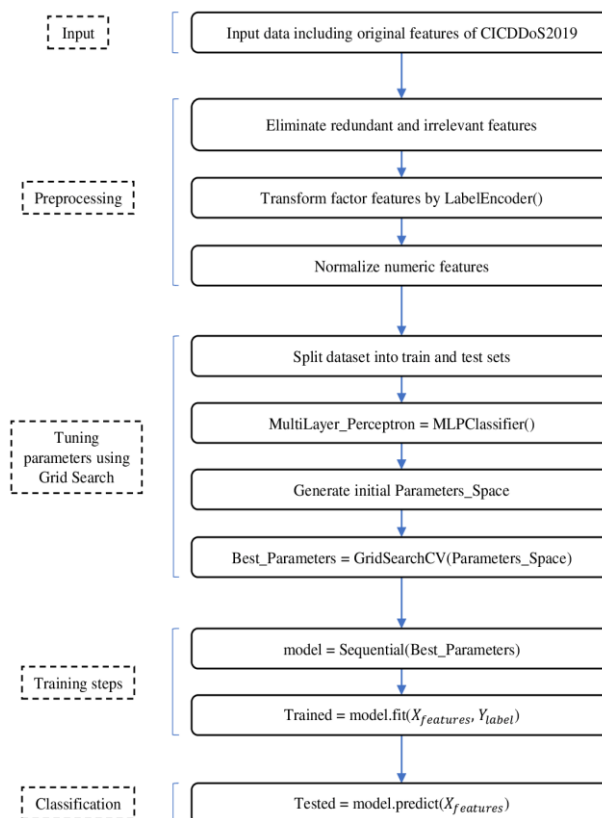 Input
Input data including original features of CICDDoS2019
Eliminate redundant and irrelevant features
Preprocessing
Transform factor features by LabelEncoder()
Normalize numeric features
Split dataset into train and test sets
MultiLayer_Perceptron = MLPClassifier()
Tuning
parameters using
Grid Search
Generate initial Parameters_Space
Best_Parameters = GridSearchCV(Parameters_Space)
model = Sequential(Best_Parameters)
Training steps
Trained = model.fit(X_features, Y_label)
Classification
Tested = model.predict(X_features)